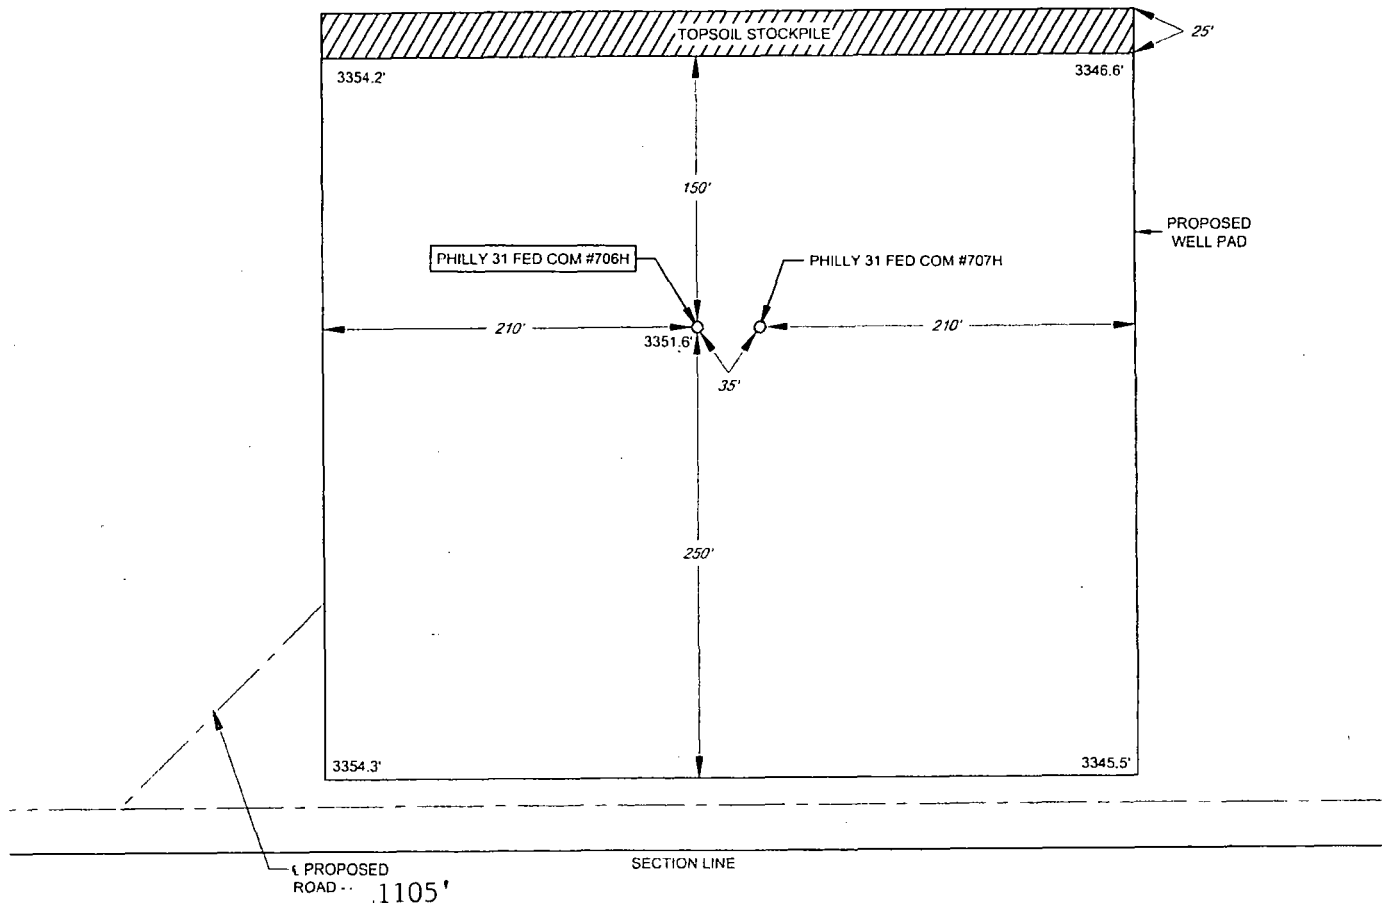 TOPSOIL STOCKPILE
25'
3354.2'
3346.6'
150'
PROPOSED
WELL PAD
PHILLY 31 FED COM #706H
PHILLY 31 FED COM #707H
210'
210'
3351.6'
35'
250'
3354.3'
3345.5'
SECTION LINE
℄ PROPOSED
ROAD -- 1105'